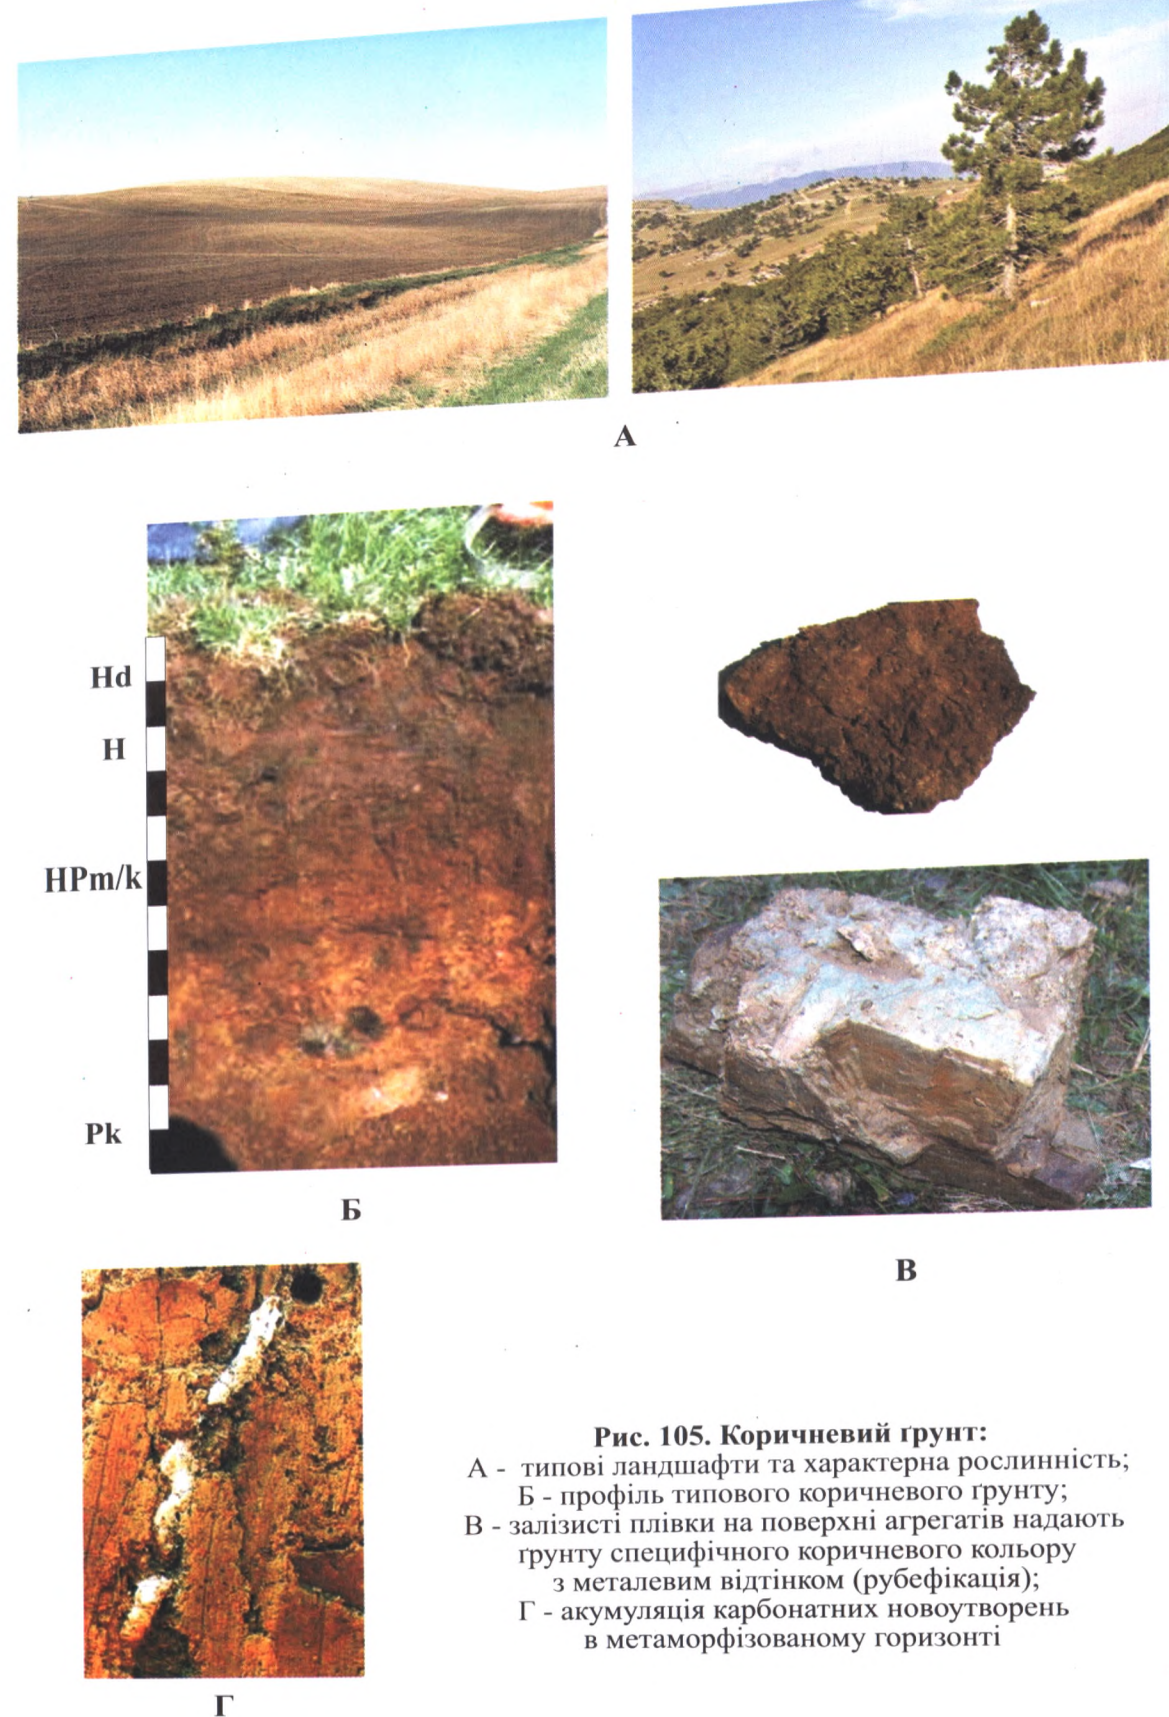 А
Hd
H
HPm/k
Pk
Б
В
Г
Рис. 105. Коричневий ґрунт:
А - типові ландшафти та характерна рослинність;
Б - профіль типового коричневого ґрунту;
В - залізисті плівки на поверхні агрегатів надають
ґрунту специфічного коричневого кольору
з металевим відтінком (рубефікація);
Г - акумуляція карбонатних новоутворень
в метаморфізованому горизонті